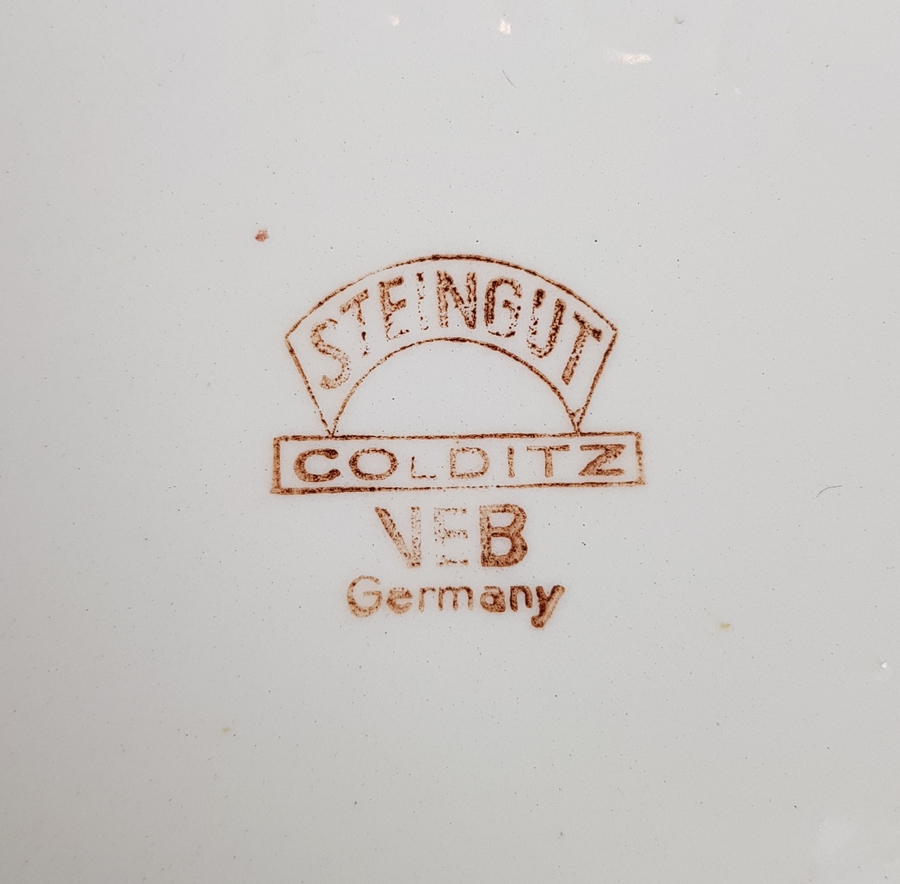 STEINGUT
COLDITZ
VEB
Germany